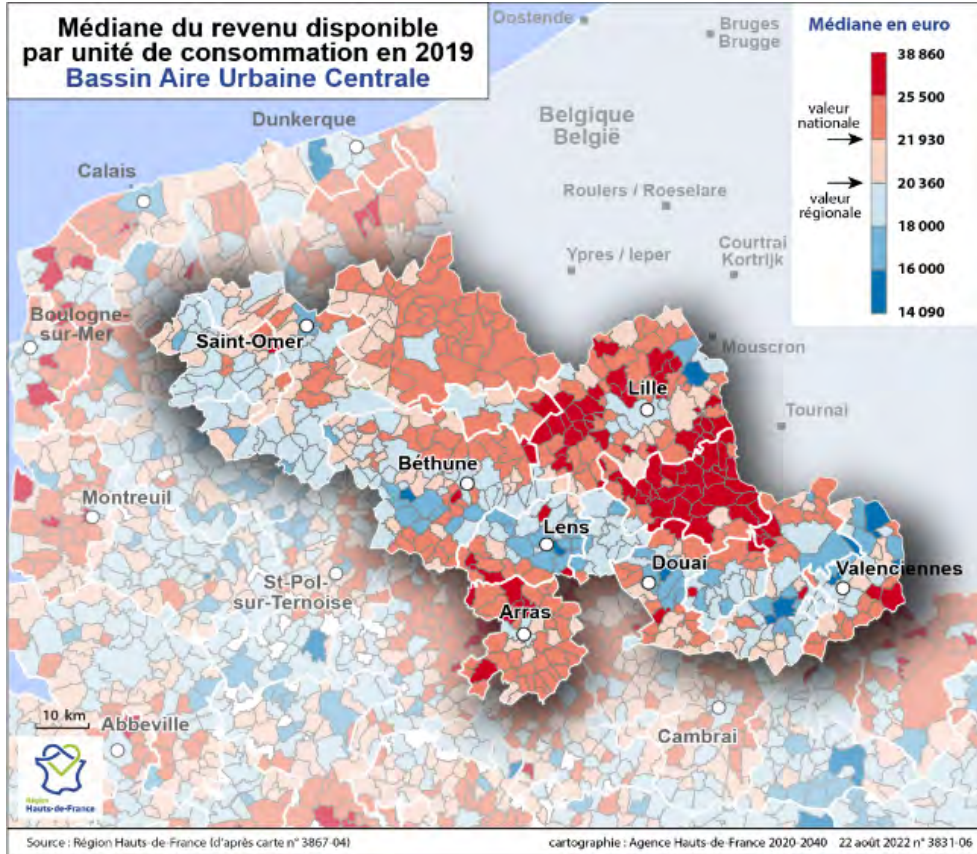 Médiane du revenu disponible
par unité de consommation en 2019
Bassin Aire Urbaine Centrale
Médiane en euro
38 860
25 500
valeur
nationale
21 930
20 360
valeur
régionale
18 000
16 000
14 090
Oostende
Bruges
Brugge
Dunkerque
Belgique
België
Calais
Roulers / Roeselare
Ypres / Ieper
Courtrai
Kortrijk
Boulogne-
sur-Mer
Saint-Omer
Mouscron
Lille
Tournai
Béthune
Montreuil
Lens
Douai
Valenciennes
St-Pol-
sur-Ternoise
Arras
10 km
Abbeville
Cambrai
Région
Hauts-de-France
Source : Région Hauts-de-France (d'après carte n° 3867-04)
cartographie : Agence Hauts-de-France 2020-2040 22 août 2022 n° 3831-06